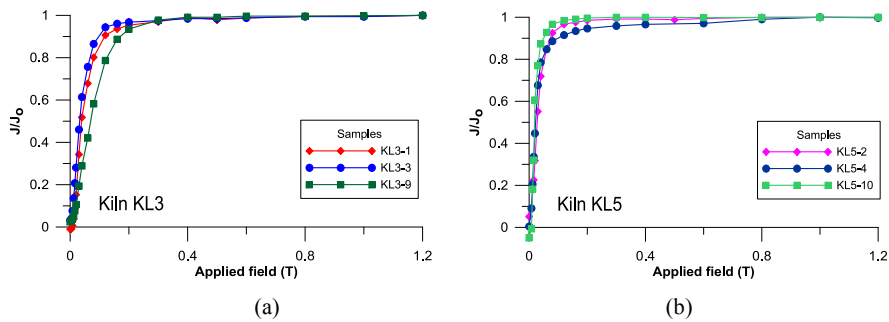 1
0.8
0.6
0.4
0.2
0
J/Jo
Samples
KL3-1
KL3-3
KL3-9
Kiln KL3
0 0.4 0.8 1.2
Applied field (T)
(a)
1
0.8
0.6
0.4
0.2
0
J/Jo
Samples
KL5-2
KL5-4
KL5-10
Kiln KL5
0 0.4 0.8 1.2
Applied field (T)
(b)